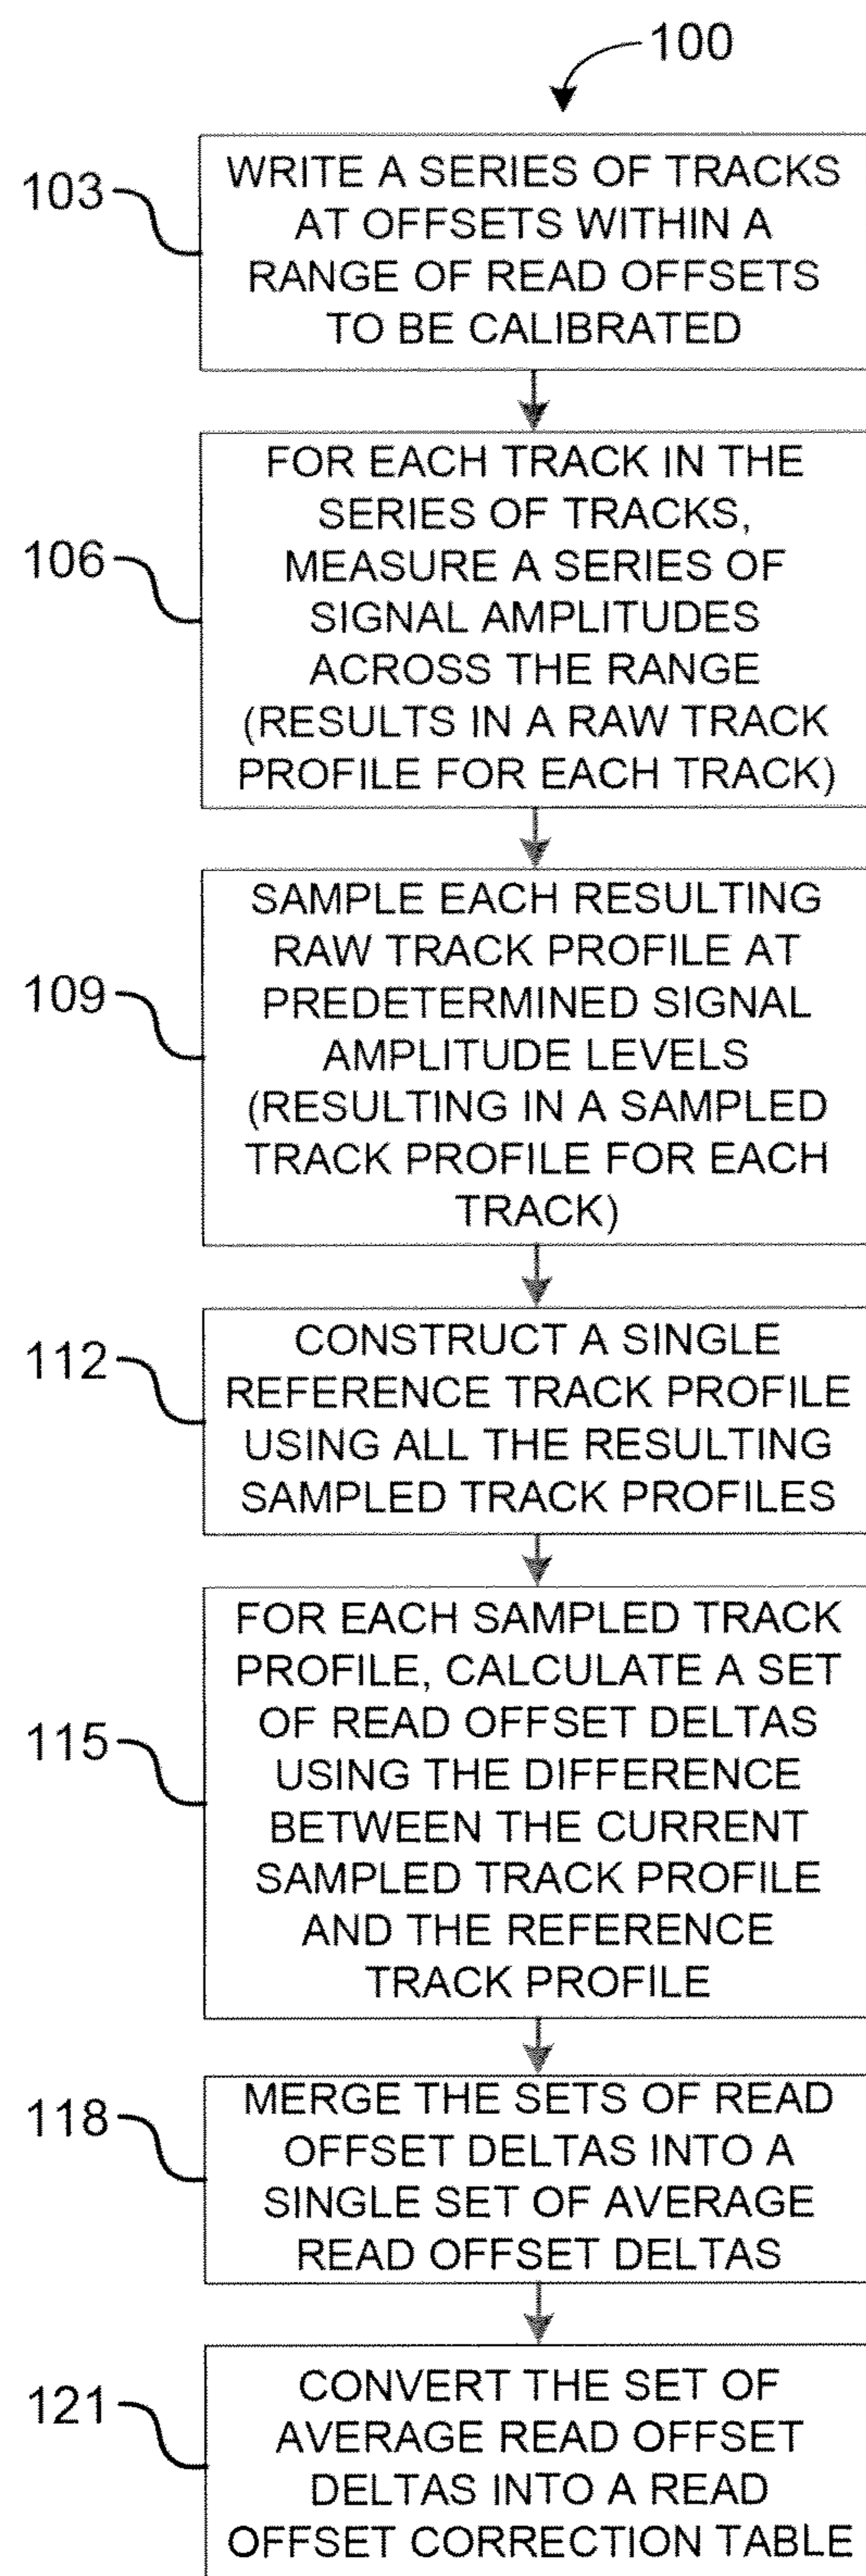 100
103
WRITE A SERIES OF TRACKS
AT OFFSETS WITHIN A
RANGE OF READ OFFSETS
TO BE CALIBRATED
106
FOR EACH TRACK IN THE
SERIES OF TRACKS,
MEASURE A SERIES OF
SIGNAL AMPLITUDES
ACROSS THE RANGE
(RESULTS IN A RAW TRACK
PROFILE FOR EACH TRACK)
109
SAMPLE EACH RESULTING
RAW TRACK PROFILE AT
PREDETERMINED SIGNAL
AMPLITUDE LEVELS
(RESULTING IN A SAMPLED
TRACK PROFILE FOR EACH
TRACK)
112
CONSTRUCT A SINGLE
REFERENCE TRACK PROFILE
USING ALL THE RESULTING
SAMPLED TRACK PROFILES
115
FOR EACH SAMPLED TRACK
PROFILE, CALCULATE A SET
OF READ OFFSET DELTAS
USING THE DIFFERENCE
BETWEEN THE CURRENT
SAMPLED TRACK PROFILE
AND THE REFERENCE
TRACK PROFILE
118
MERGE THE SETS OF READ
OFFSET DELTAS INTO A
SINGLE SET OF AVERAGE
READ OFFSET DELTAS
121
CONVERT THE SET OF
AVERAGE READ OFFSET
DELTAS INTO A READ
OFFSET CORRECTION TABLE